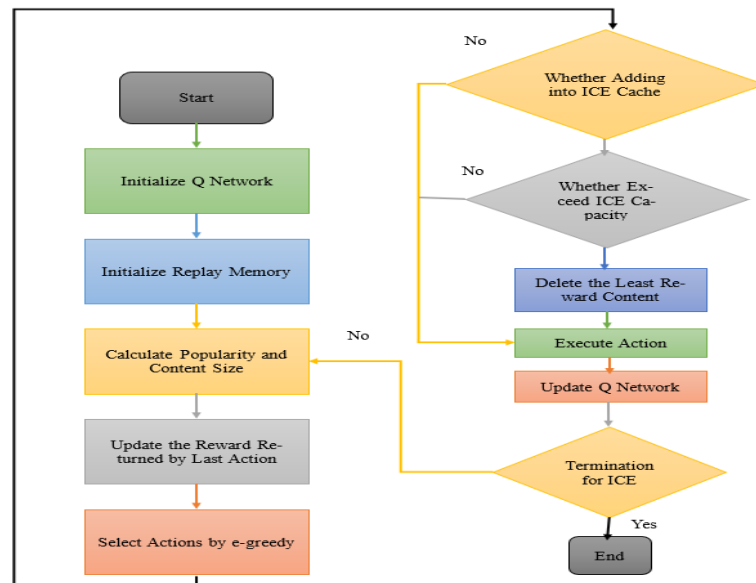 Start
Initialize Q Network
Initialize Replay Memory
Calculate Popularity and
Content Size
Update the Reward Re-
turned by Last Action
Select Actions by e-greedy
No
Whether Adding
into ICE Cache
No
Whether Ex-
ceed ICE Ca-
pacity
Delete the Least Re-
ward Content
Execute Action
Update Q Network
No
Termination
for ICE
Yes
End